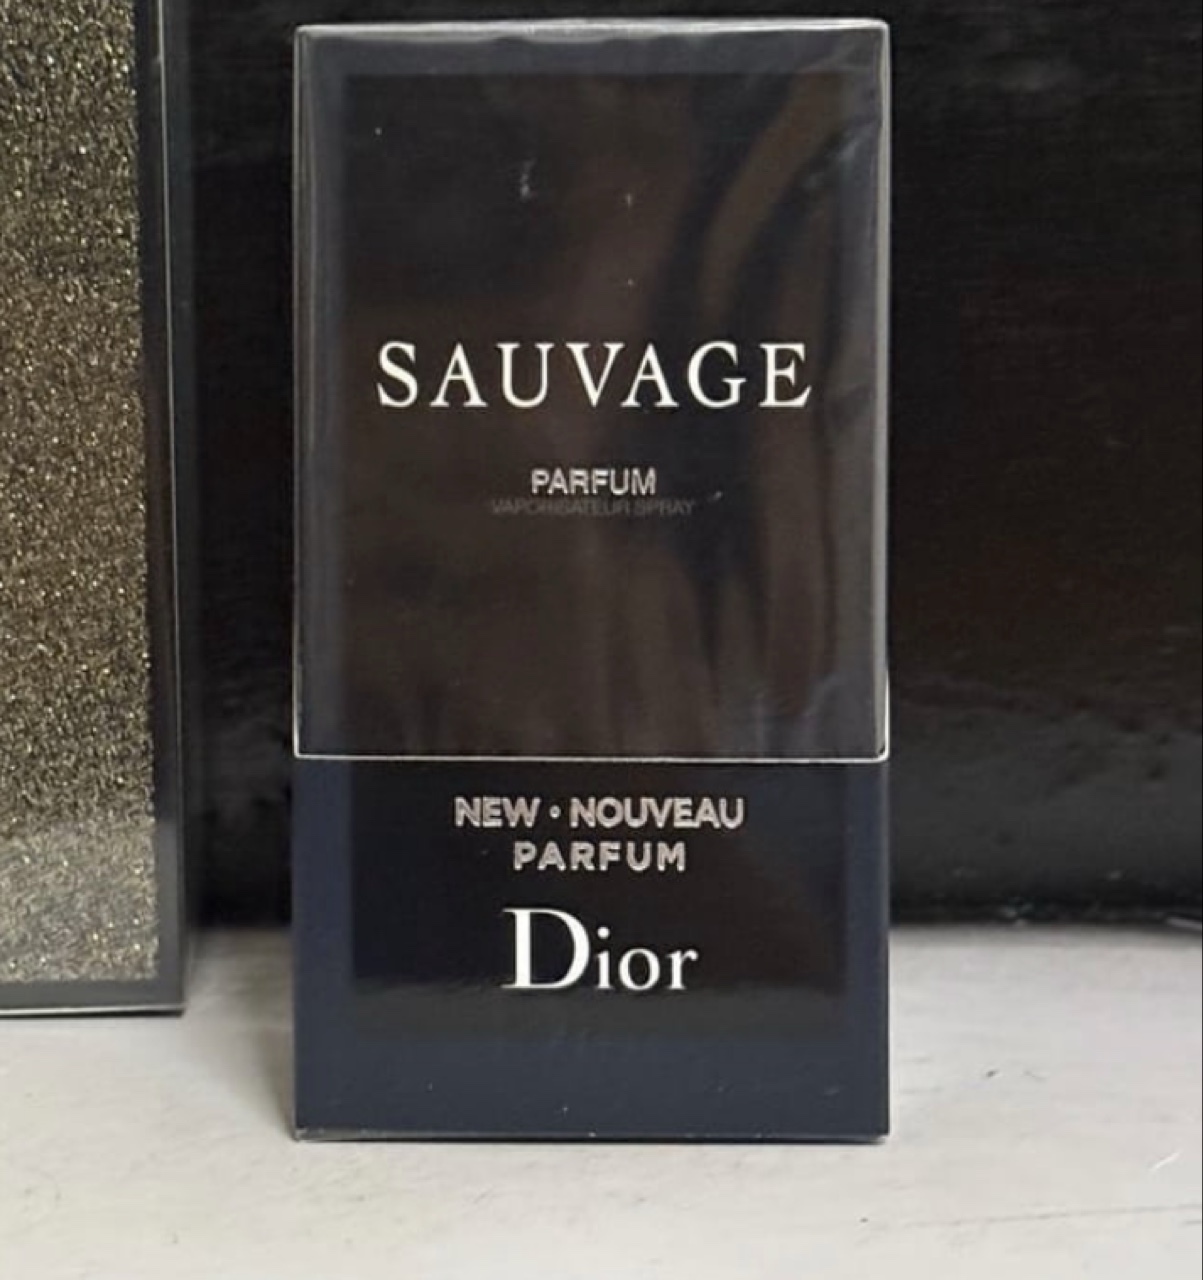 SAUVAGE
PARFUM
VAPORISATEUR SPRAY
NEW • NOUVEAU
PARFUM
Dior